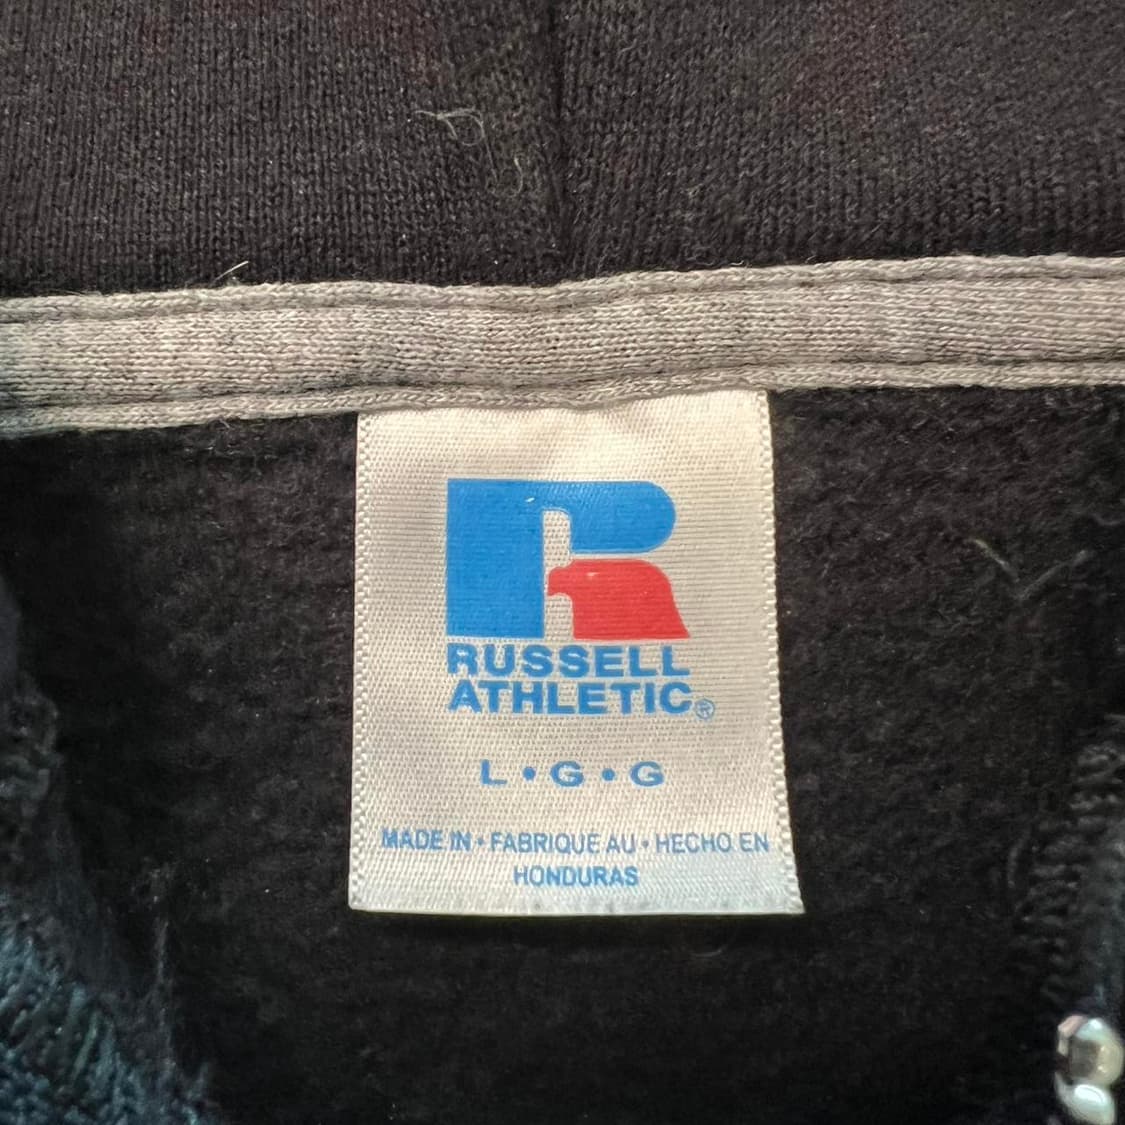 RUSSELL
ATHLETIC®
L • G • G
MADE IN • FABRIQUE AU • HECHO EN
HONDURAS